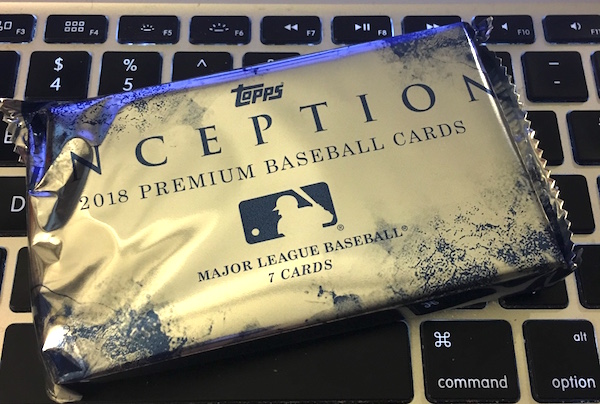 F3
F4
F5
F6
F7
F8
F10
F11
$
4
%
5
D
TOPPS
NCEPTION
2018 PREMIUM BASEBALL CARDS
®
MAJOR LEAGUE BASEBALL®
7 CARDS
⌘
command
alt
option